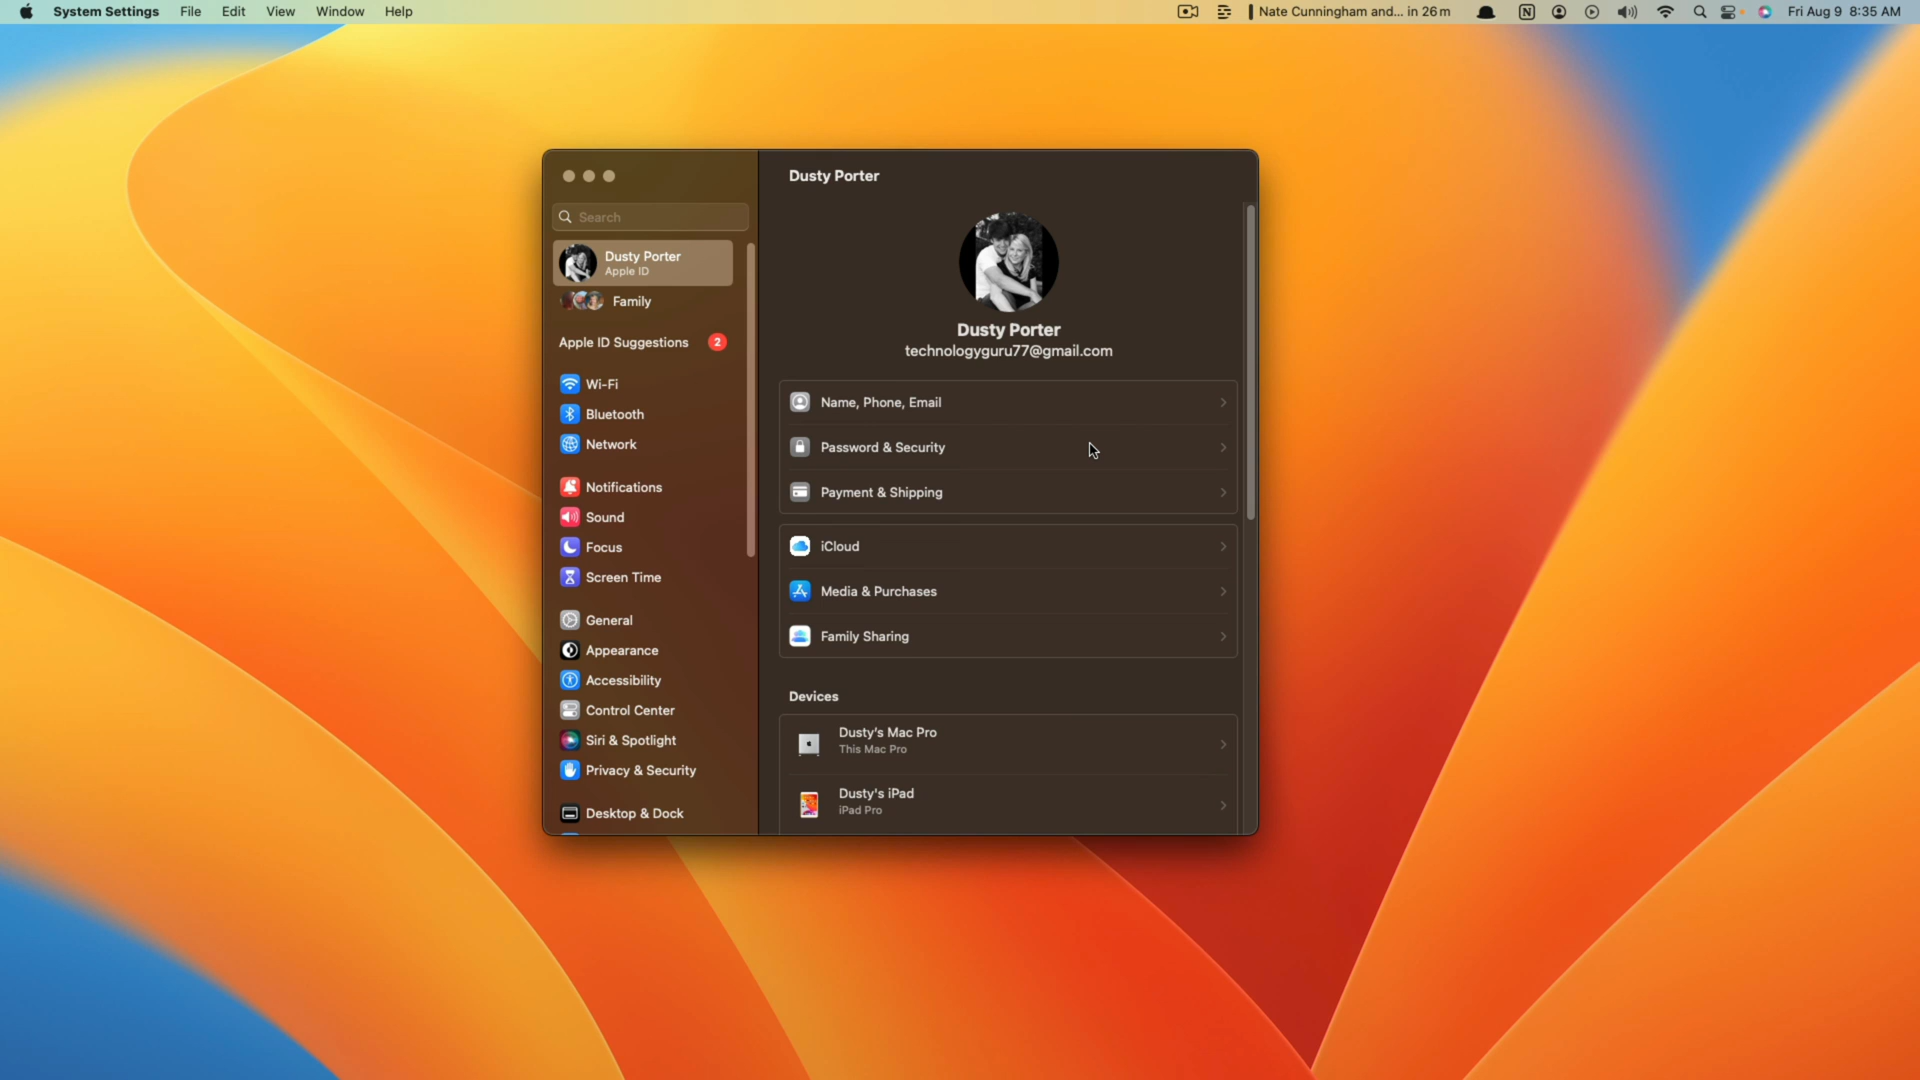 System Settings File Edit View Window Help Nate Cunningham and... in 26m Fri Aug 9 8:35 AM
Dusty Porter
Search
Dusty Porter
Apple ID
Family
Apple ID Suggestions 2
Wi-Fi
Bluetooth
Network
Notifications
Sound
Focus
Screen Time
General
Appearance
Accessibility
Control Center
Siri & Spotlight
Privacy & Security
Desktop & Dock
Dusty Porter
technologyguru77@gmail.com
Name, Phone, Email
Password & Security
Payment & Shipping
iCloud
Media & Purchases
Family Sharing
Devices
Dusty's Mac Pro
This Mac Pro
Dusty's iPad
iPad Pro